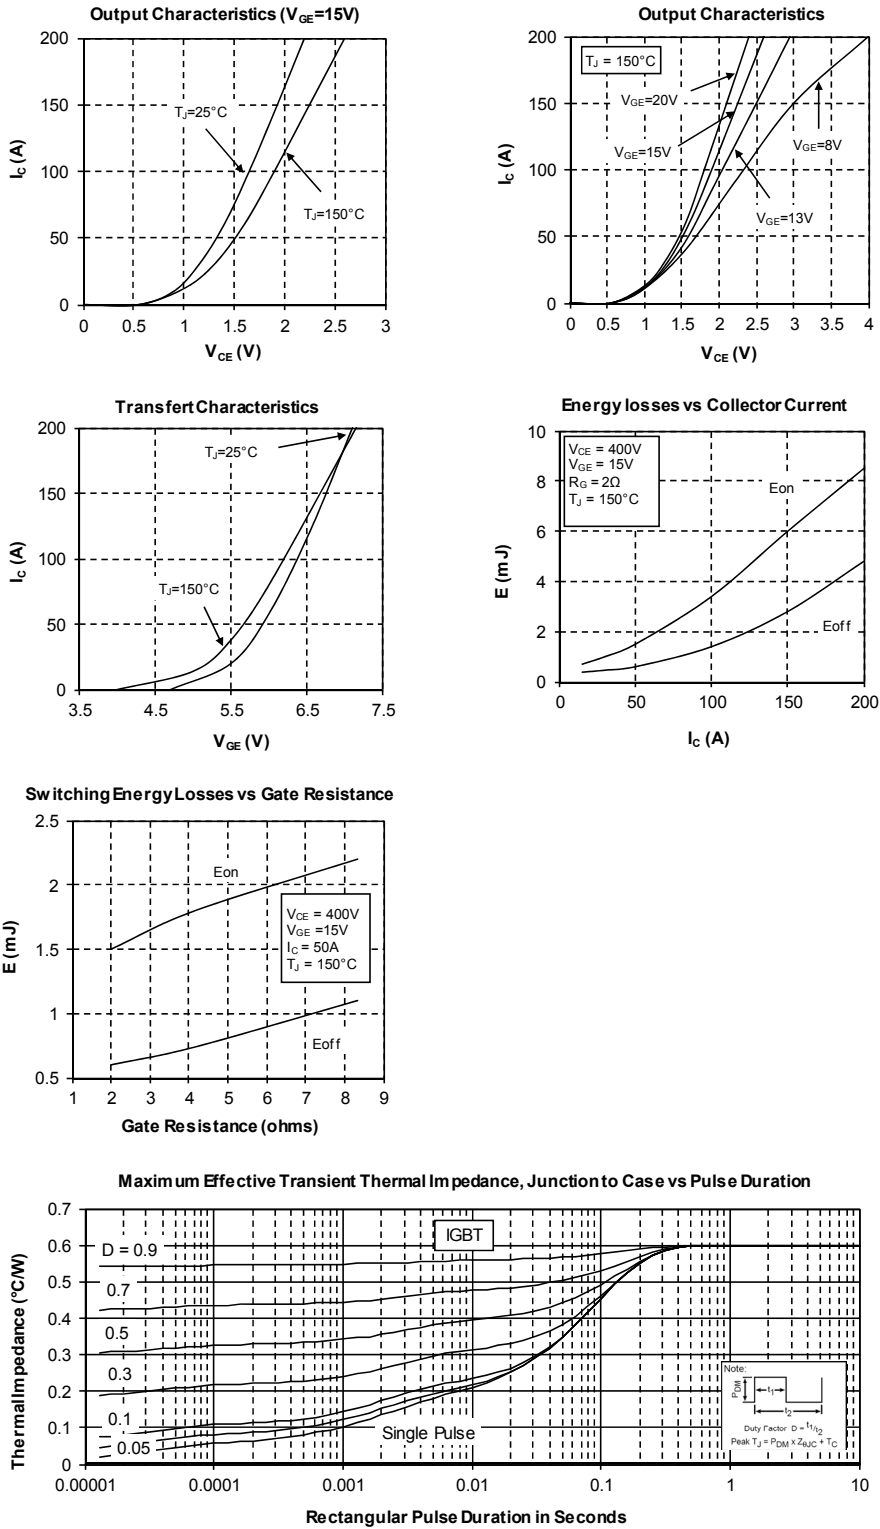 Output Characteristics (VGE=15V)
200
150
100
50
0
IC (A)
TJ=25°C
TJ=150°C
0 0.5 1 1.5 2 2.5 3
VCE (V)
Output Characteristics
200
150
100
50
0
IC (A)
TJ = 150°C
VGE=20V
VGE=15V
VGE=8V
VGE=13V
0 0.5 1 1.5 2 2.5 3 3.5 4
VCE (V)
Transfert Characteristics
200
150
100
50
0
IC (A)
TJ=25°C
TJ=150°C
3.5 4.5 5.5 6.5 7.5
VGE (V)
Energy losses vs Collector Current
10
8
6
4
2
0
E (mJ)
VCE = 400V
VGE = 15V
RG = 2Ω
TJ = 150°C
Eon
Eoff
0 50 100 150 200
IC (A)
Switching Energy Losses vs Gate Resistance
2.5
2
1.5
1
0.5
E (mJ)
Eon
VCE = 400V
VGE =15V
IC = 50A
TJ = 150°C
Eoff
1 2 3 4 5 6 7 8 9
Gate Resistance (ohms)
Maximum Effective Transient Thermal Impedance, Junction to Case vs Pulse Duration
0.7
0.6
0.5
0.4
0.3
0.2
0.1
0
Thermal Impedance (°C/W)
IGBT
D = 0.9
0.7
0.5
0.3
0.1
0.05
Single Pulse
Note:
PDM
t1
t2
Duty Factor D = t1/t2
Peak TJ = PDM x ZθJC + TC
0.00001 0.0001 0.001 0.01 0.1 1 10
Rectangular Pulse Duration in Seconds